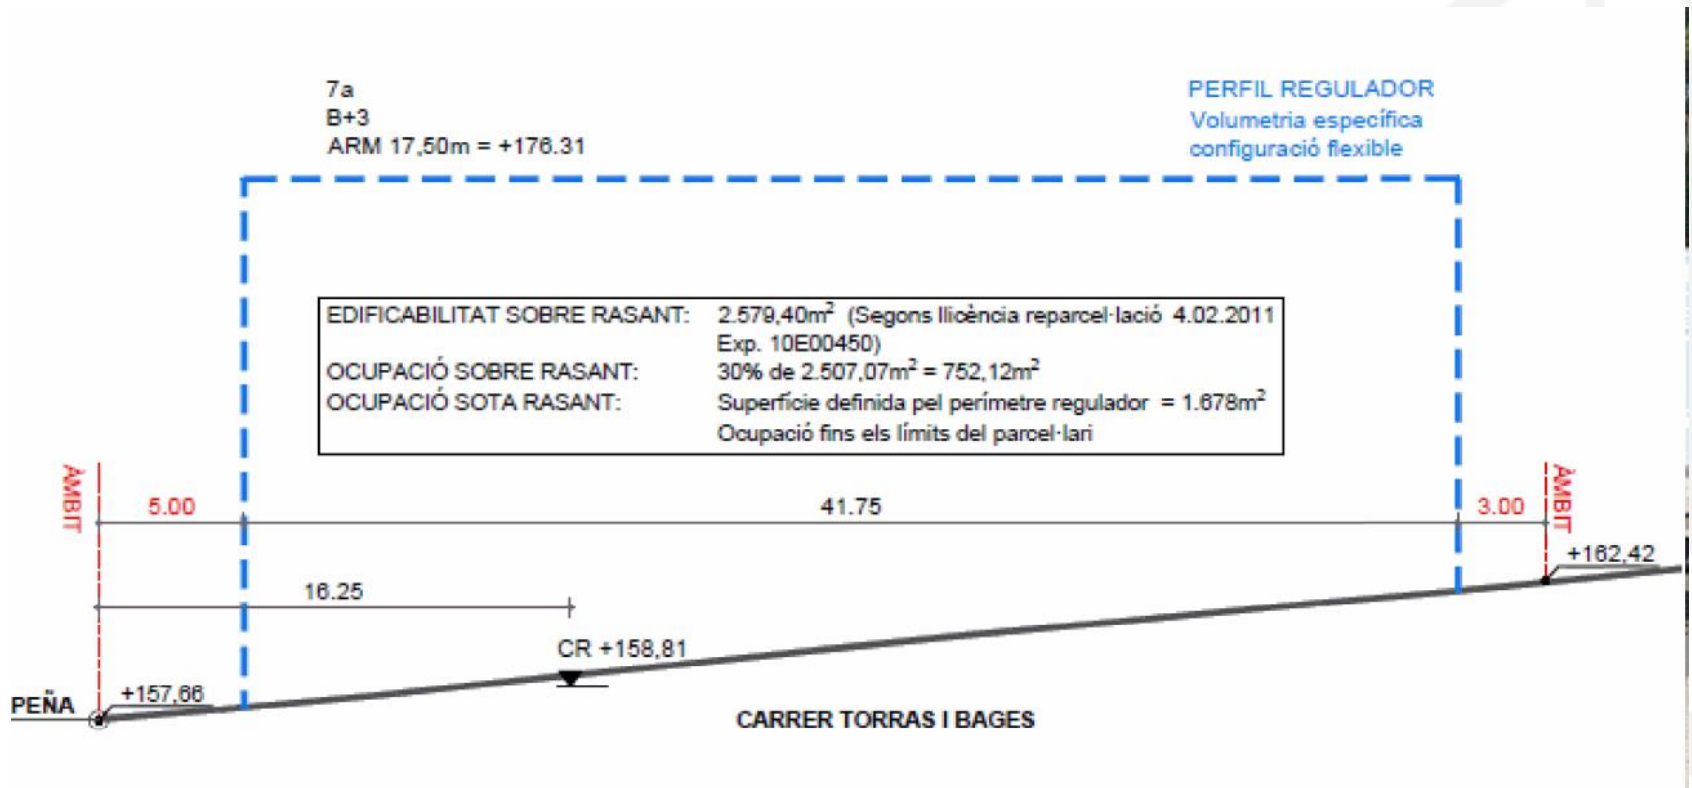 7a
B+3
ARM 17,50m = +176.31
PERFIL REGULADOR
Volumetria específica
configuració flexible
EDIFICABILITAT SOBRE RASANT: 2.579,40m² (Segons llicència reparcel·lació 4.02.2011
Exp. 10E00450)
OCUPACIÓ SOBRE RASANT: 30% de 2.507,07m² = 752,12m²
OCUPACIÓ SOTA RASANT: Superfície definida pel perímetre regulador = 1.678m²
Ocupació fins els límits del parcel·lari
ÀMBIT
5.00
41.75
3.00
ÀMBIT
+162,42
16.25
CR +158,81
+157,66
PEÑA
CARRER TORRAS I BAGES